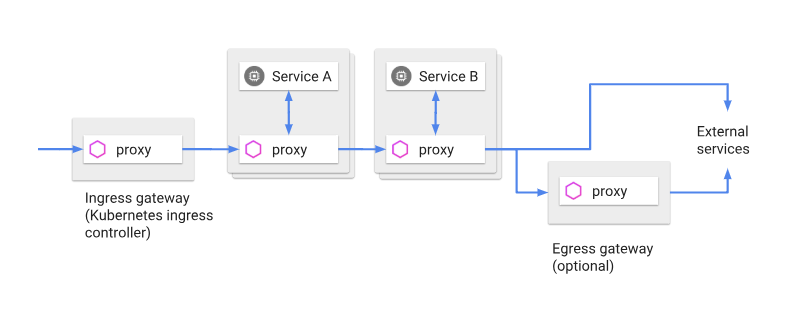 Service A
Service B
proxy
proxy
proxy
External
services
proxy
Ingress gateway
(Kubernetes ingress
controller)
Egress gateway
(optional)